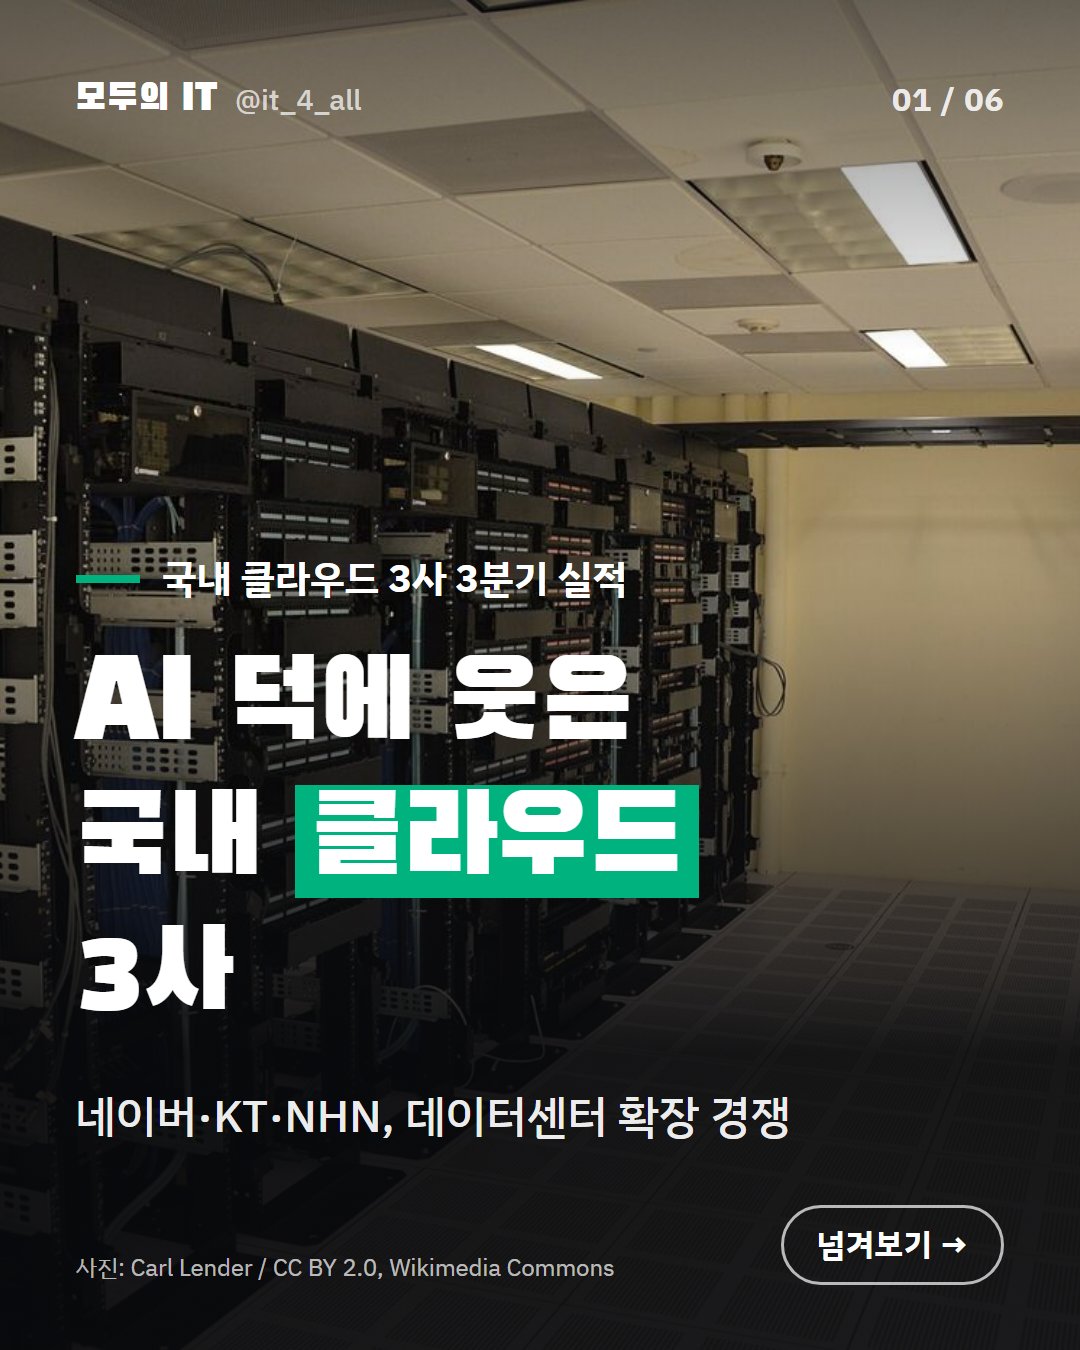 모두의 IT @it_4_all
01 / 06
국내 클라우드 3사 3분기 실적
AI 덕에 웃은
국내 클라우드
3사
네이버·KT·NHN, 데이터센터 확장 경쟁
넘겨보기 →
사진: Carl Lender / CC BY 2.0, Wikimedia Commons